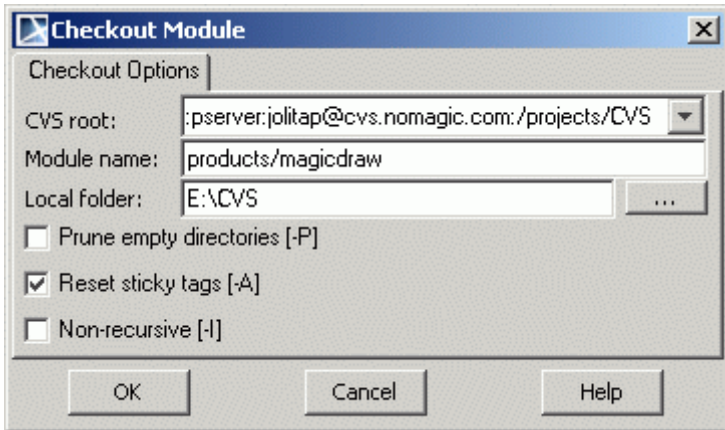 Checkout Module
Checkout Options
CVS root: :pserver:jolitap@cvs.nomagic.com:/projects/CVS
Module name: products/magicdraw
Local folder: E:\CVS ...
Prune empty directories [-P]
Reset sticky tags [-A]
Non-recursive [-l]
OK Cancel Help